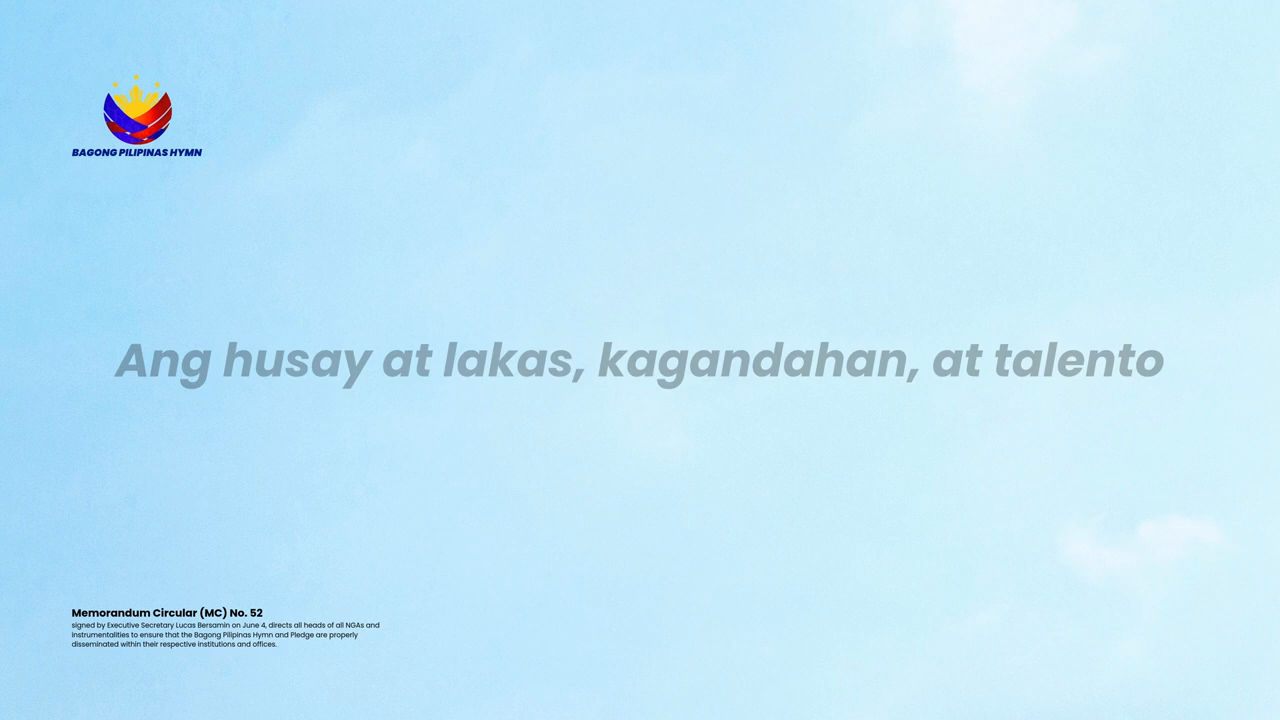 BAGONG PILIPINAS HYMN
Ang husay at lakas, kagandahan, at talento
Memorandum Circular (MC) No. 52
signed by Executive Secretary Lucas Bersamin on June 4, directs all heads of all NGAs and
instrumentalities to ensure that the Bagong Pilipinas Hymn and Pledge are properly
disseminated within their respective institutions and offices.